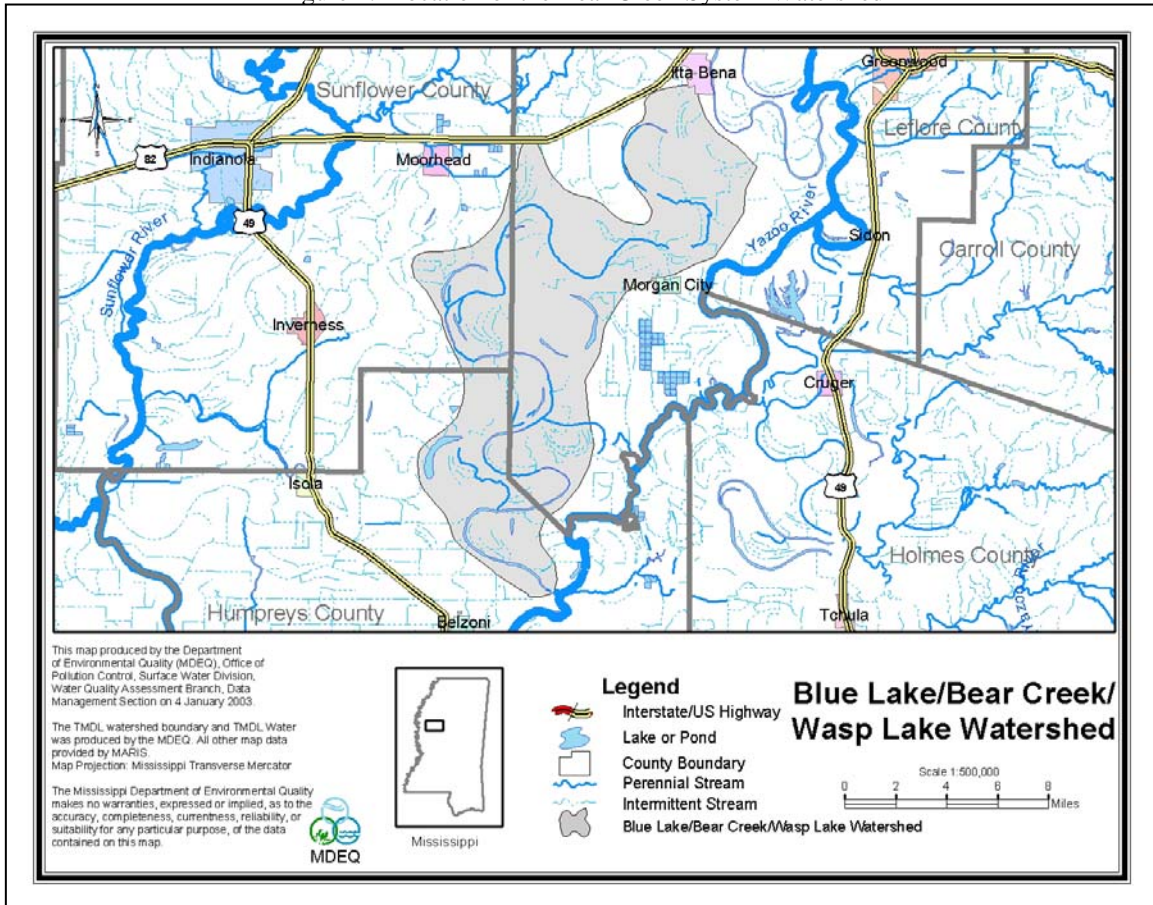 Sunflower County
itta Bena
Greenwood
Leflore County
82
Indianola
Moorhead
49
Sunflower River
Yazoo River
Sidon
Carroll County
Morgan City
Inverness
Cruger
Isola
49
Holmes County
Humpreys County
Belzoni
Tchula
This map produced by the Department
of Environmental Quality (MDEQ), Office of
Pollution Control, Surface Water Division,
Water Quality Assessment Branch, Data
Management Section on 4 January 2003.
The TMDL watershed boundary and TMDL Water
was produced by the MDEQ. All other map data
provided by MARIS.
Map Projection: Mississippi Transverse Mercator
The Mississippi Department of Environmental Quality
makes no warranties, expressed or implied, as to the
accuracy, completeness, currentness, reliability, or
suitability for any particular purpose, of the data
contained on this map.
MDEQ
Mississippi
Legend
Interstate/US Highway
Lake or Pond
County Boundary
Perennial Stream
Intermittent Stream
Blue Lake/Bear Creek/Wasp Lake Watershed
Blue Lake/Bear Creek/
Wasp Lake Watershed
Scale 1:500,000
0 2 4 6 8
Miles